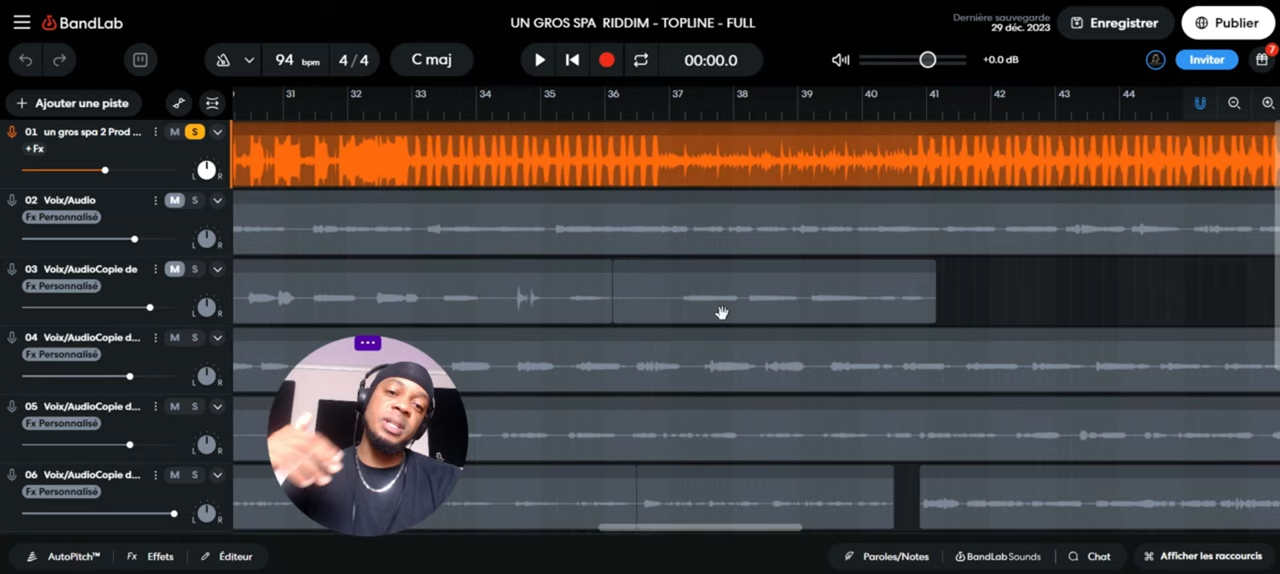 BandLab
UN GROS SPA RIDDIM - TOPLINE - FULL
Dernière sauvegarde
29 déc. 2023
Enregistrer
Publier
94 bpm
4 / 4
C maj
00:00.0
+0.0 dB
Inviter
7
Ajouter une piste
31 32 33 34 35 36 37 38 39 40 41 42 43 44
01 un gros spa 2 Prod ... M S
+ Fx
L R
02 Voix/Audio M S
Fx Personnalisé
L R
03 Voix/AudioCopie de M S
Fx Personnalisé
L R
04 Voix/AudioCopie d... M S
Fx Personnalisé
L R
05 Voix/AudioCopie d... M S
Fx Personnalisé
L R
06 Voix/AudioCopie d... M S
Fx Personnalisé
L R
AutoPitch™ Fx Effets Éditeur Paroles/Notes BandLab Sounds Chat Afficher les raccourcis